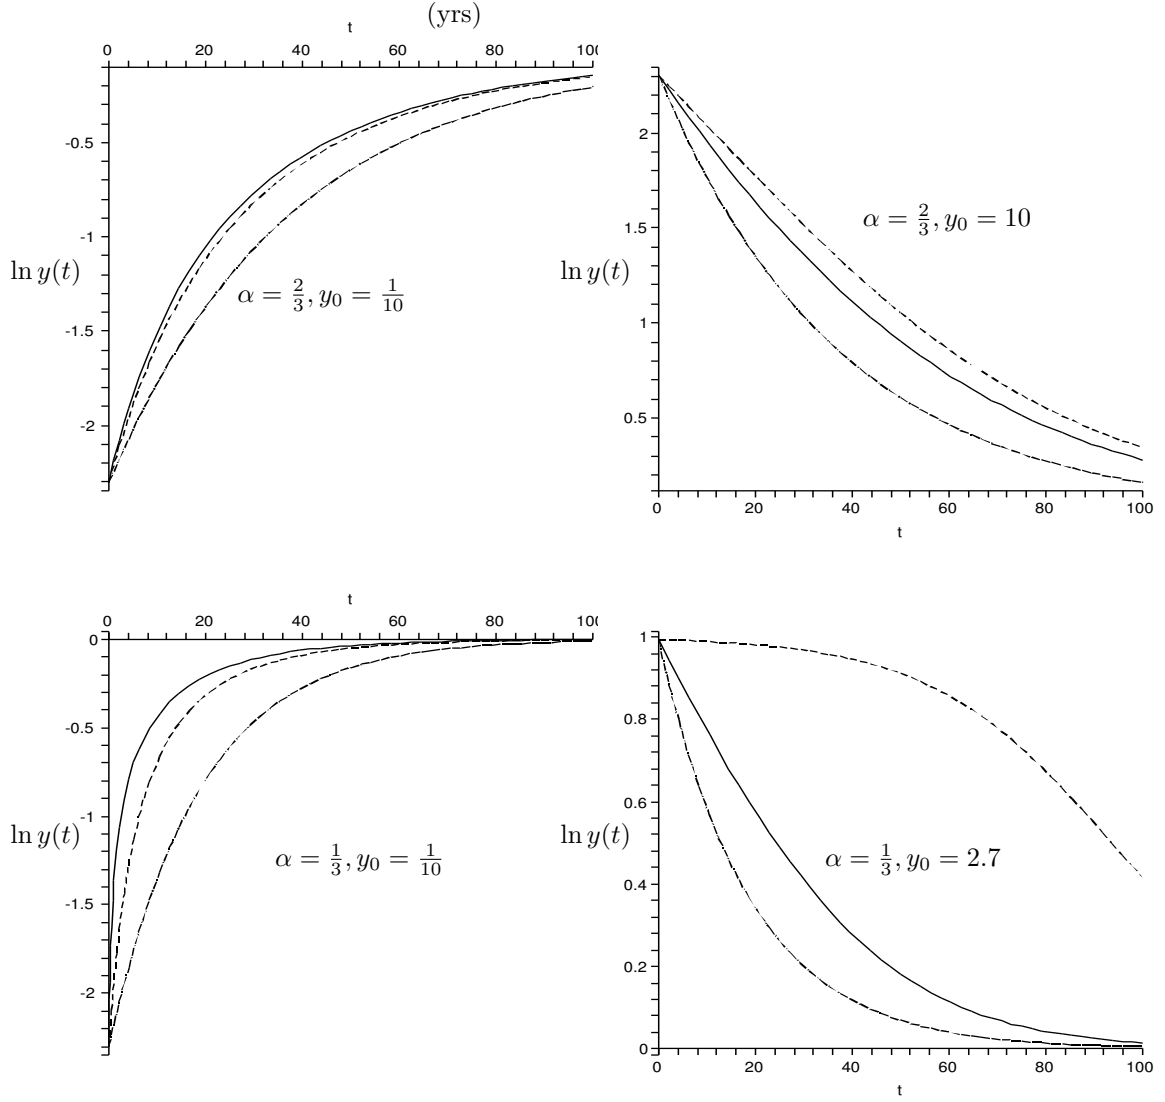 t (yrs)
0 20 40 60 80 100
-0.5
-1
ln y(t)
α = 2/3, y₀ = 1/10
-1.5
-2
2
α = 2/3, y₀ = 10
1.5
ln y(t)
1
0.5
0 20 40 60 80 100
t
t
0 20 40 60 80 100
0
-0.5
-1
ln y(t)
α = 1/3, y₀ = 1/10
-1.5
-2
1
0.8
0.6
ln y(t)
α = 1/3, y₀ = 2.7
0.4
0.2
0
0 20 40 60 80 100
t